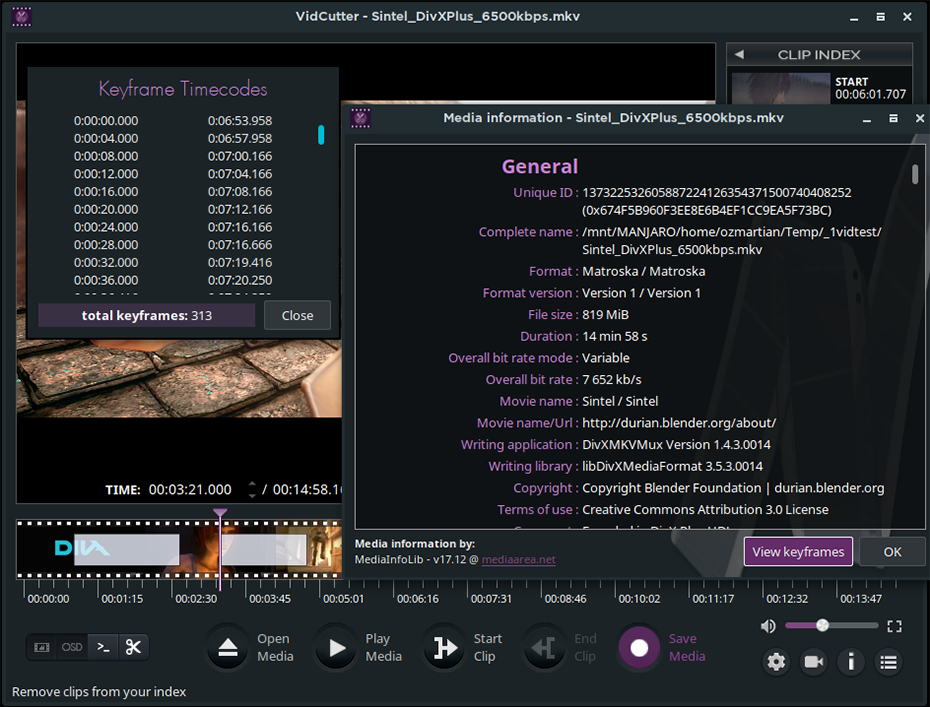 VidCutter - Sintel_DivXPlus_6500kbps.mkv
CLIP INDEX
START
00:06:01.707
Keyframe Timecodes
0:00:00.000 0:06:53.958
0:00:04.000 0:06:57.958
0:00:08.000 0:07:00.166
0:00:12.000 0:07:04.166
0:00:16.000 0:07:08.166
0:00:20.000 0:07:12.166
0:00:24.000 0:07:16.166
0:00:28.000 0:07:16.666
0:00:32.000 0:07:19.416
0:00:36.000 0:07:20.250
total keyframes: 313
Close
Media information - Sintel_DivXPlus_6500kbps.mkv
General
Unique ID : 137322532605887224126354371500740408252
(0x674F5B960F3EE8E6B4EF1CC9EA5F73BC)
Complete name : /mnt/MANJARO/home/ozmartian/Temp/_1vidtest/
Sintel_DivXPlus_6500kbps.mkv
Format : Matroska / Matroska
Format version : Version 1 / Version 1
File size : 819 MiB
Duration : 14 min 58 s
Overall bit rate mode : Variable
Overall bit rate : 7 652 kb/s
Movie name : Sintel / Sintel
Movie name/Url : http://durian.blender.org/about/
Writing application : DivXMKVMux Version 1.4.3.0014
Writing library : libDivXMediaFormat 3.5.3.0014
Copyright : Copyright Blender Foundation | durian.blender.org
Terms of use : Creative Commons Attribution 3.0 License
Media information by:
MediaInfoLib - v17.12 @ mediaarea.net
View keyframes
OK
TIME: 00:03:21.000 / 00:14:58.1
00:00:00 00:01:15 00:02:30 00:03:45 00:05:01 00:06:16 00:07:31 00:08:46 00:10:02 00:11:17 00:12:32 00:13:47
OSD
>_
Open
Media
Play
Media
Start
Clip
End
Clip
Save
Media
Remove clips from your index